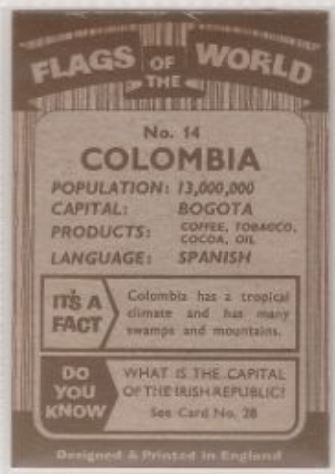 FLAGS OF THE WORLD
No. 14
COLOMBIA
POPULATION: 13,000,000
CAPITAL: BOGOTA
PRODUCTS: COFFEE, TOBACCO,
COCOA, OIL
LANGUAGE: SPANISH
IT'S A
FACT
Colombia has a tropical
climate and has many
swamps and mountains.
DO
YOU
KNOW
WHAT IS THE CAPITAL
OF THE IRISH REPUBLIC?
See Card No. 28
Designed & Printed in England